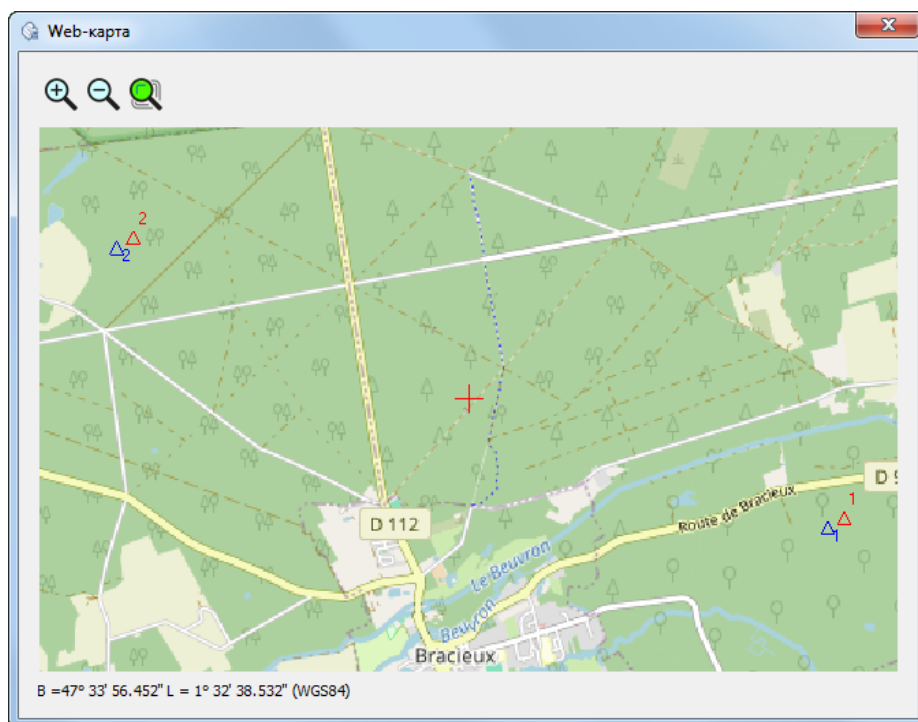 Web-карта
2
2
D 112
Le Beuvron
Route de Bracieux
D 9
1
1
Beuvron
Bracieux
B =47° 33' 56.452" L = 1° 32' 38.532" (WGS84)